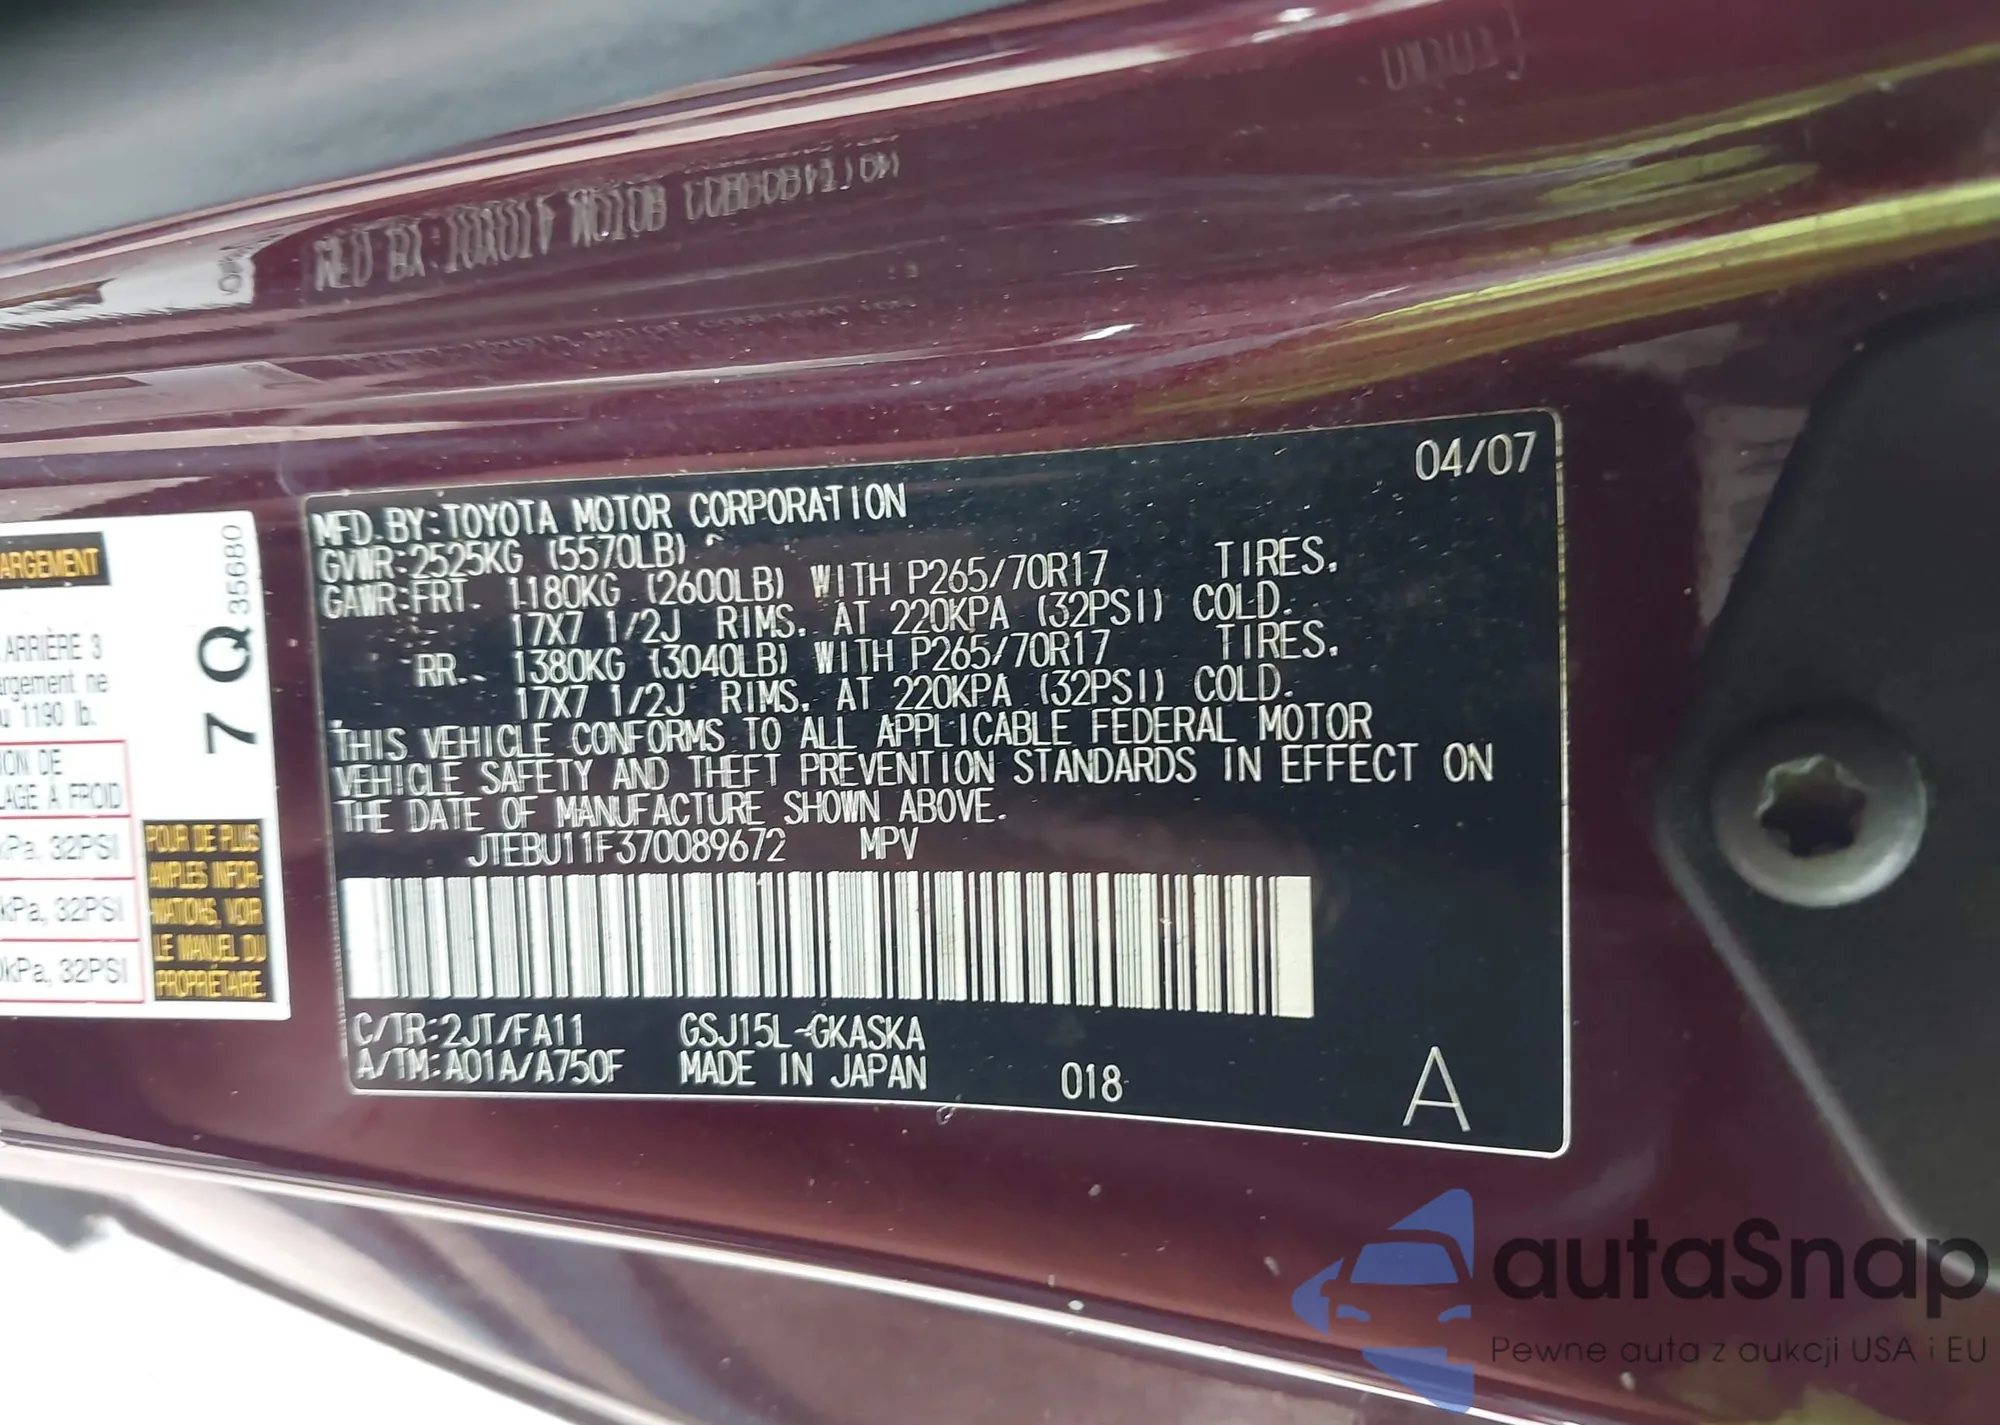 04/07
MFD. BY: TOYOTA MOTOR CORPORATION
GVWR: 2525KG (5570LB)
GAWR: FRT. 1180KG (2600LB) WITH P265/70R17 TIRES,
17X7 1/2J RIMS, AT 220KPA (32PSI) COLD.
RR. 1380KG (3040LB) WITH P265/70R17 TIRES,
17X7 1/2J RIMS, AT 220KPA (32PSI) COLD.
THIS VEHICLE CONFORMS TO ALL APPLICABLE FEDERAL MOTOR
VEHICLE SAFETY AND THEFT PREVENTION STANDARDS IN EFFECT ON
THE DATE OF MANUFACTURE SHOWN ABOVE.
JTEBU11F370089672 MPV
C/TR: 2JT/FA11 GSJ15L-GKASKA
A/TM: A01A/A750F MADE IN JAPAN 018 A
ARGEMENT
ARRIÈRE 3
argement ne
u 1190 lb.
ION DE
LAGE À FROID
kPa, 32PSI
kPa, 32PSI
0kPa, 32PSI
7 Q 35680
POUR DE PLUS
AMPLES INFOR-
MATIONS, VOIR
LE MANUEL DU
PROPRIÉTAIRE.
autaSnap
Pewne auta z aukcji USA i EU